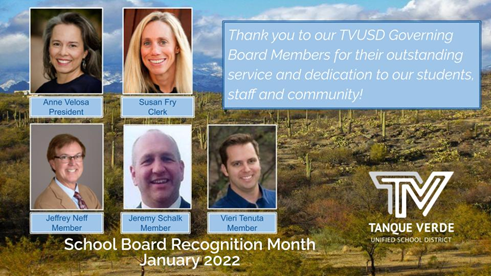 Thank you to our TVUSD Governing
Board Members for their outstanding
service and dedication to our students,
staff and community!
Anne Velosa
President
Susan Fry
Clerk
Jeffrey Neff
Member
Jeremy Schalk
Member
Vieri Tenuta
Member
TV
TANQUE VERDE
UNIFIED SCHOOL DISTRICT
School Board Recognition Month
January 2022